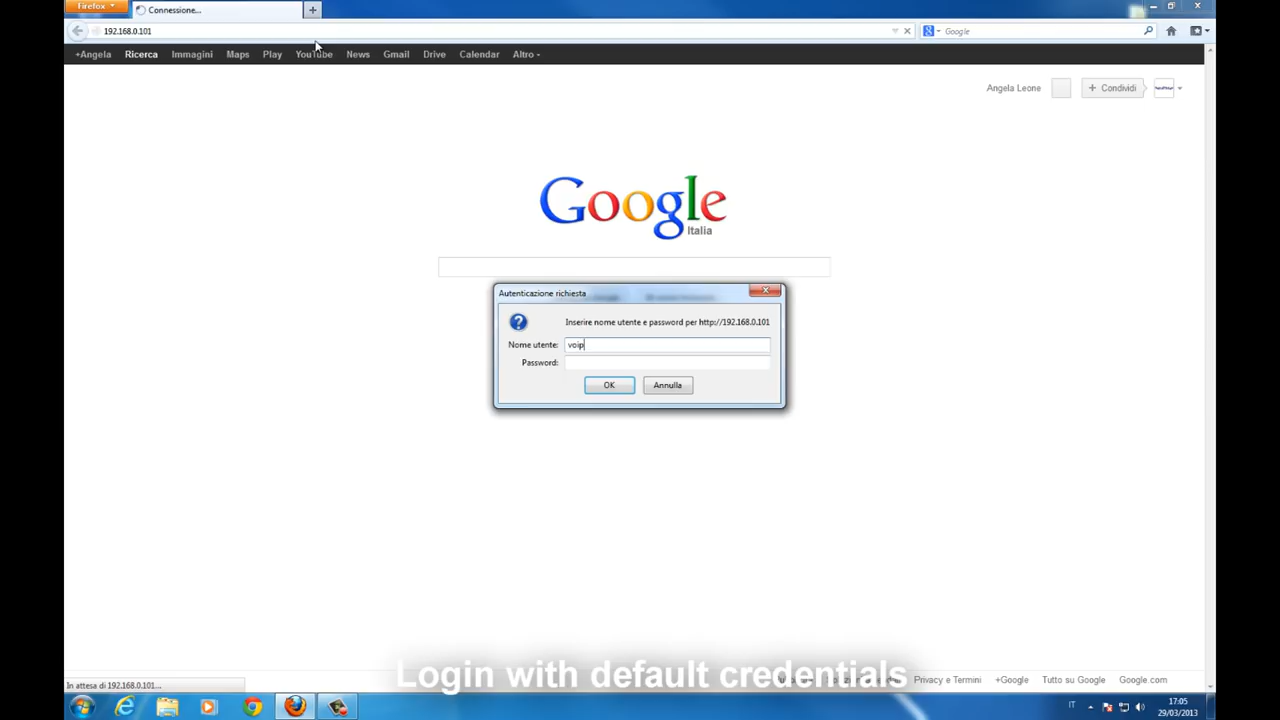 Firefox
Connessione...
192.168.0.101
Google
+Angela Ricerca Immagini Maps Play YouTube News Gmail Drive Calendar Altro
Angela Leone
+ Condividi
Google
Italia
Autenticazione richiesta
Inserire nome utente e password per http://192.168.0.101
Nome utente: voip
Password:
OK Annulla
Login with default credentials
Privacy e Termini +Google Tutto su Google Google.com
In attesa di 192.168.0.101...
IT
17:05
29/03/2013